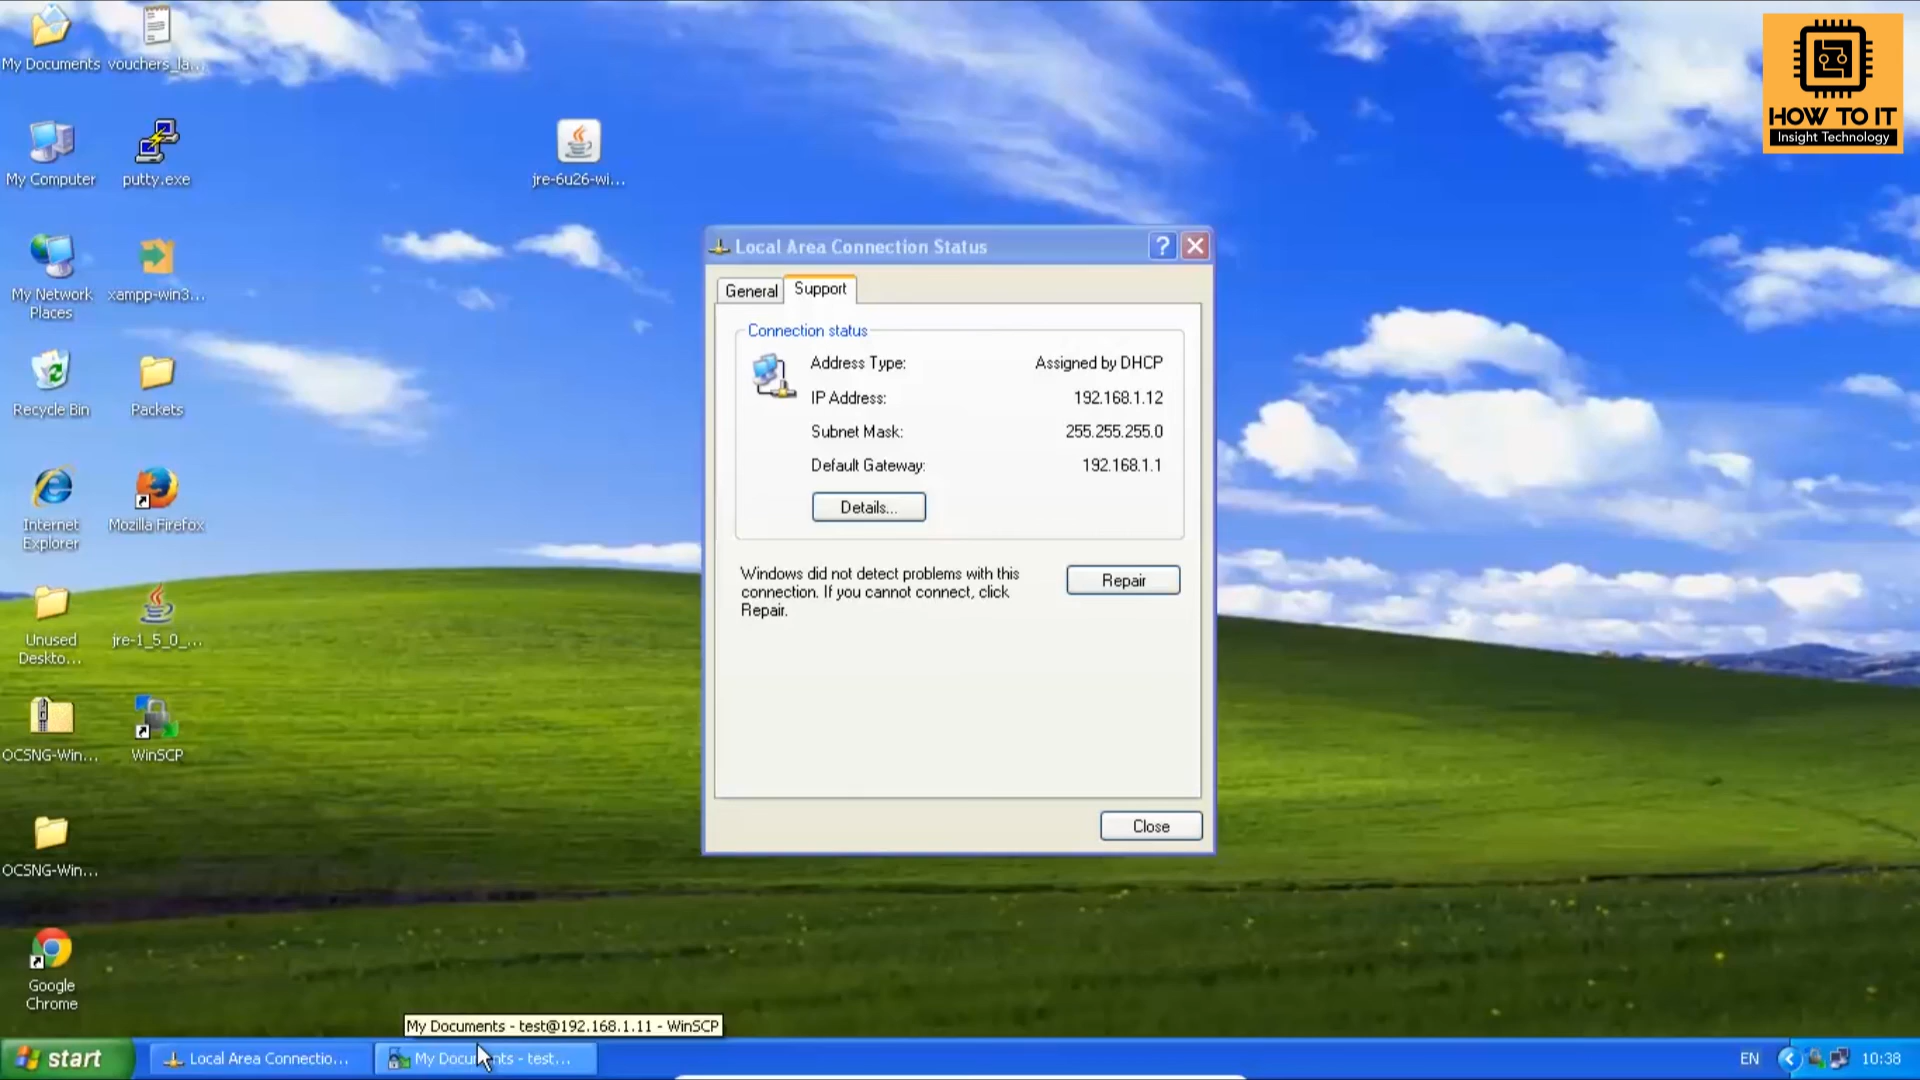 My Documents
vouchers_la...
My Computer
putty.exe
jre-6u26-wi...
My Network
Places
xampp-win3...
Recycle Bin
Packets
Internet
Explorer
Mozilla Firefox
Unused
Deskto...
jre-1_5_0_...
OCSNG-Win...
WinSCP
OCSNG-Win...
Google
Chrome
HOW TO IT
Insight Technology
Local Area Connection Status
General
Support
Connection status
Address Type: Assigned by DHCP
IP Address: 192.168.1.12
Subnet Mask: 255.255.255.0
Default Gateway: 192.168.1.1
Details...
Windows did not detect problems with this
connection. If you cannot connect, click
Repair.
Repair
Close
My Documents - test@192.168.1.11 - WinSCP
start
Local Area Connectio...
My Documents - test...
EN
10:38